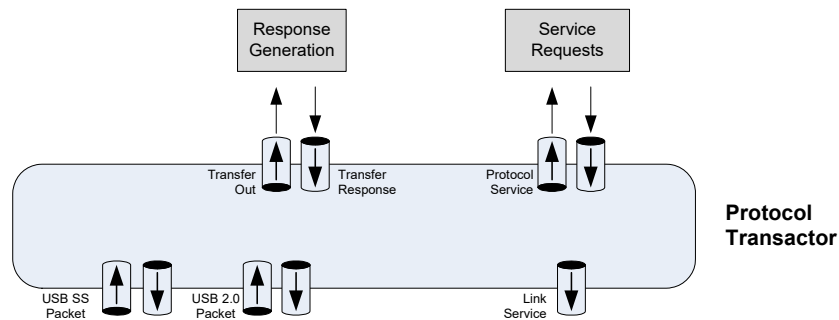 Response
Generation
Service
Requests
Transfer
Out
Transfer
Response
Protocol
Service
Protocol
Transactor
USB SS
Packet
USB 2.0
Packet
Link
Service